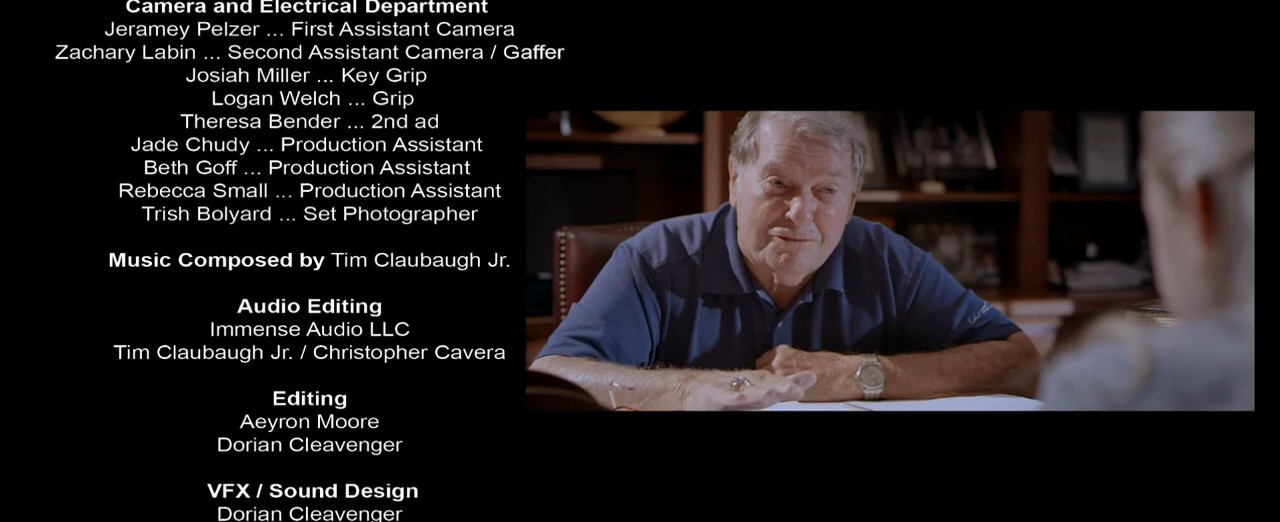 Camera and Electrical Department
Jeramey Pelzer ... First Assistant Camera
Zachary Labin ... Second Assistant Camera / Gaffer
Josiah Miller ... Key Grip
Logan Welch ... Grip
Theresa Bender ... 2nd ad
Jade Chudy ... Production Assistant
Beth Goff ... Production Assistant
Rebecca Small ... Production Assistant
Trish Bolyard ... Set Photographer
Music Composed by Tim Claubaugh Jr.
Audio Editing
Immense Audio LLC
Tim Claubaugh Jr. / Christopher Cavera
Editing
Aeyron Moore
Dorian Cleavenger
VFX / Sound Design
Dorian Cleavenger